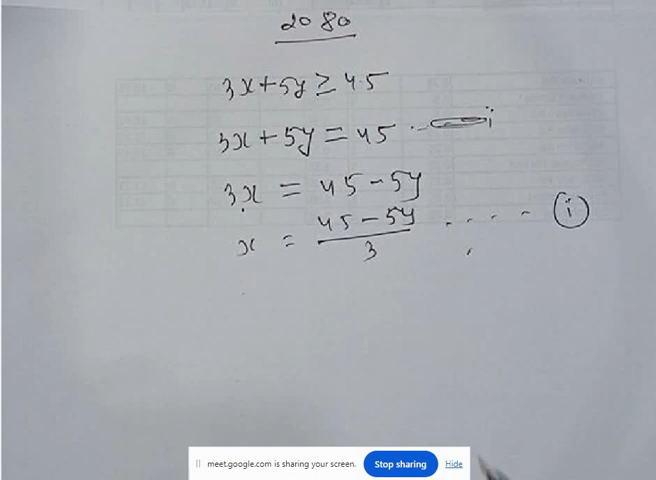 2080
3x+5y ≥ 45
3x+5y = 45 .. i
3x = 45-5y
x = 45-5y / 3 .... (i)
meet.google.com is sharing your screen. Stop sharing Hide